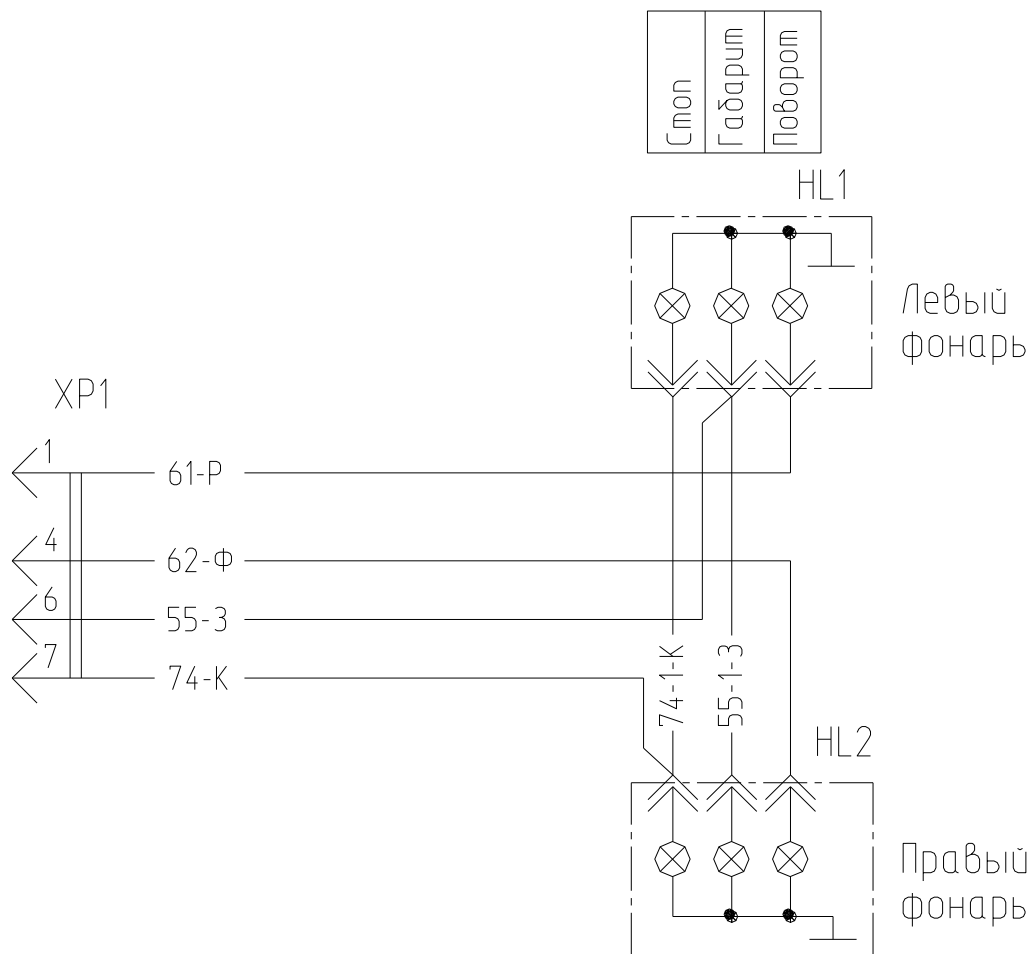 Стоп
Габарит
Поворот
HL1
Левый
фонарь
XP1
1
61-Р
4
62-Ф
6
55-З
7
74-К
74-1-К
55-1-З
HL2
Правый
фонарь